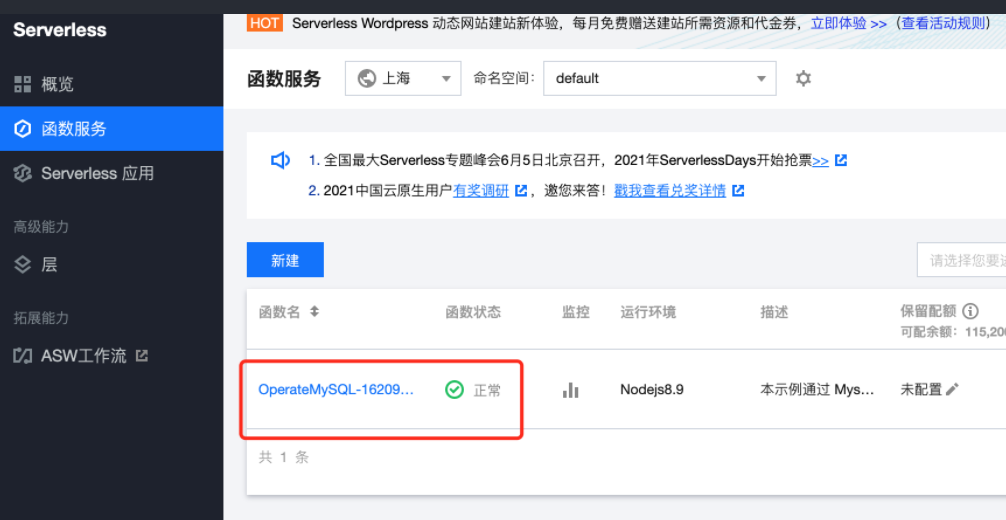 Serverless
概览
函数服务
Serverless 应用
高级能力
层
拓展能力
ASW工作流
HOT Serverless Wordpress 动态网站建站新体验，每月免费赠送建站所需资源和代金券，立即体验 >>（查看活动规则）
函数服务 上海 命名空间： default
1. 全国最大Serverless专题峰会6月5日北京召开，2021年ServerlessDays开始抢票>>
2. 2021中国云原生用户有奖调研 ，邀您来答！戳我查看兑奖详情
新建 请选择您要
函数名 函数状态 监控 运行环境 描述 保留配额
可配余额：115,200
OperateMySQL-16209... 正常 Nodejs8.9 本示例通过 Mys... 未配置
共 1 条